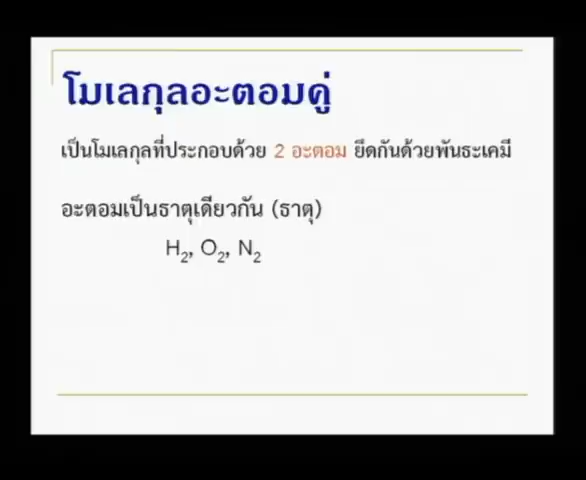 โมเลกุลอะตอมคู่
เป็นโมเลกุลที่ประกอบด้วย 2 อะตอม ยึดกันด้วยพันธะเคมี
อะตอมเป็นธาตุเดียวกัน (ธาตุ)
H₂, O₂, N₂